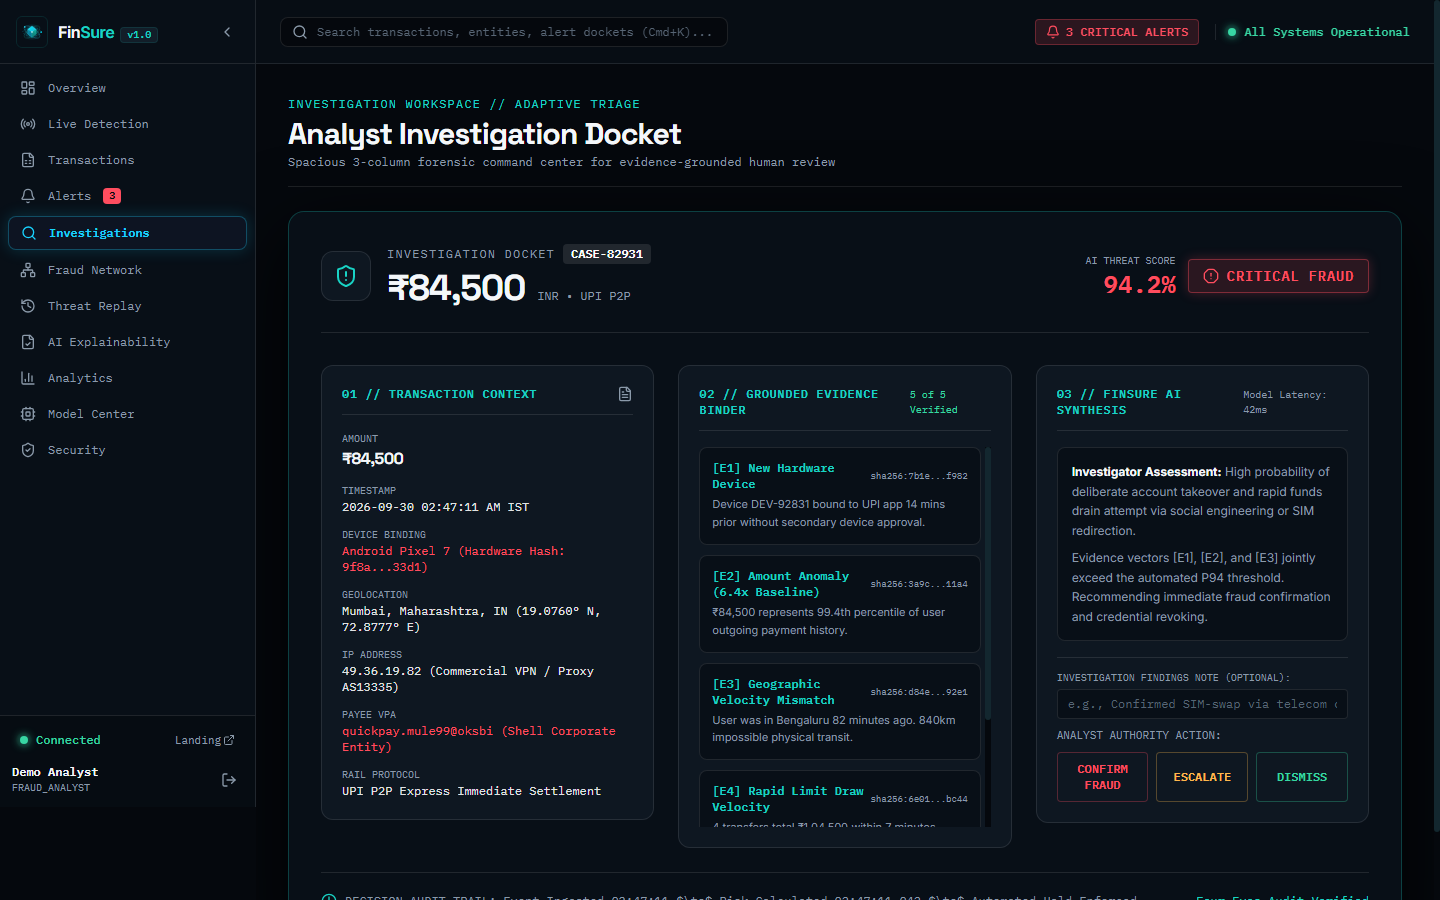 FinSure v1.0
Search transactions, entities, alert dockets (Cmd+K)...
3 CRITICAL ALERTS
All Systems Operational
Overview
Live Detection
Transactions
Alerts 3
Investigations
Fraud Network
Threat Replay
AI Explainability
Analytics
Model Center
Security
Connected
Landing
Demo Analyst
FRAUD_ANALYST
INVESTIGATION WORKSPACE // ADAPTIVE TRIAGE
Analyst Investigation Docket
Spacious 3-column forensic command center for evidence-grounded human review
INVESTIGATION DOCKET CASE-82931
₹84,500 INR • UPI P2P
AI THREAT SCORE
94.2%
CRITICAL FRAUD
01 // TRANSACTION CONTEXT
AMOUNT
₹84,500
TIMESTAMP
2026-09-30 02:47:11 AM IST
DEVICE BINDING
Android Pixel 7 (Hardware Hash:
9f8a...33d1)
GEOLOCATION
Mumbai, Maharashtra, IN (19.0760° N,
72.8777° E)
IP ADDRESS
49.36.19.82 (Commercial VPN / Proxy
AS13335)
PAYEE VPA
quickpay.mule99@oksbi (Shell Corporate
Entity)
RAIL PROTOCOL
UPI P2P Express Immediate Settlement
02 // GROUNDED EVIDENCE
BINDER
5 of 5
Verified
[E1] New Hardware
Device
sha256:7b1e...f982
Device DEV-92831 bound to UPI app 14 mins
prior without secondary device approval.
[E2] Amount Anomaly
(6.4x Baseline)
sha256:3a9c...11a4
₹84,500 represents 99.4th percentile of user
outgoing payment history.
[E3] Geographic
Velocity Mismatch
sha256:d84e...92e1
User was in Bengaluru 82 minutes ago. 840km
impossible physical transit.
[E4] Rapid Limit Draw
Velocity
sha256:6e01...bc44
4 transfers total ₹1,04,500 within 7 minutes
03 // FINSURE AI
SYNTHESIS
Model Latency:
42ms
Investigator Assessment: High probability of
deliberate account takeover and rapid funds
drain attempt via social engineering or SIM
redirection.
Evidence vectors [E1], [E2], and [E3] jointly
exceed the automated P94 threshold.
Recommending immediate fraud confirmation
and credential revoking.
INVESTIGATION FINDINGS NOTE (OPTIONAL):
e.g., Confirmed SIM-swap via telecom
ANALYST AUTHORITY ACTION:
CONFIRM
FRAUD
ESCALATE
DISMISS